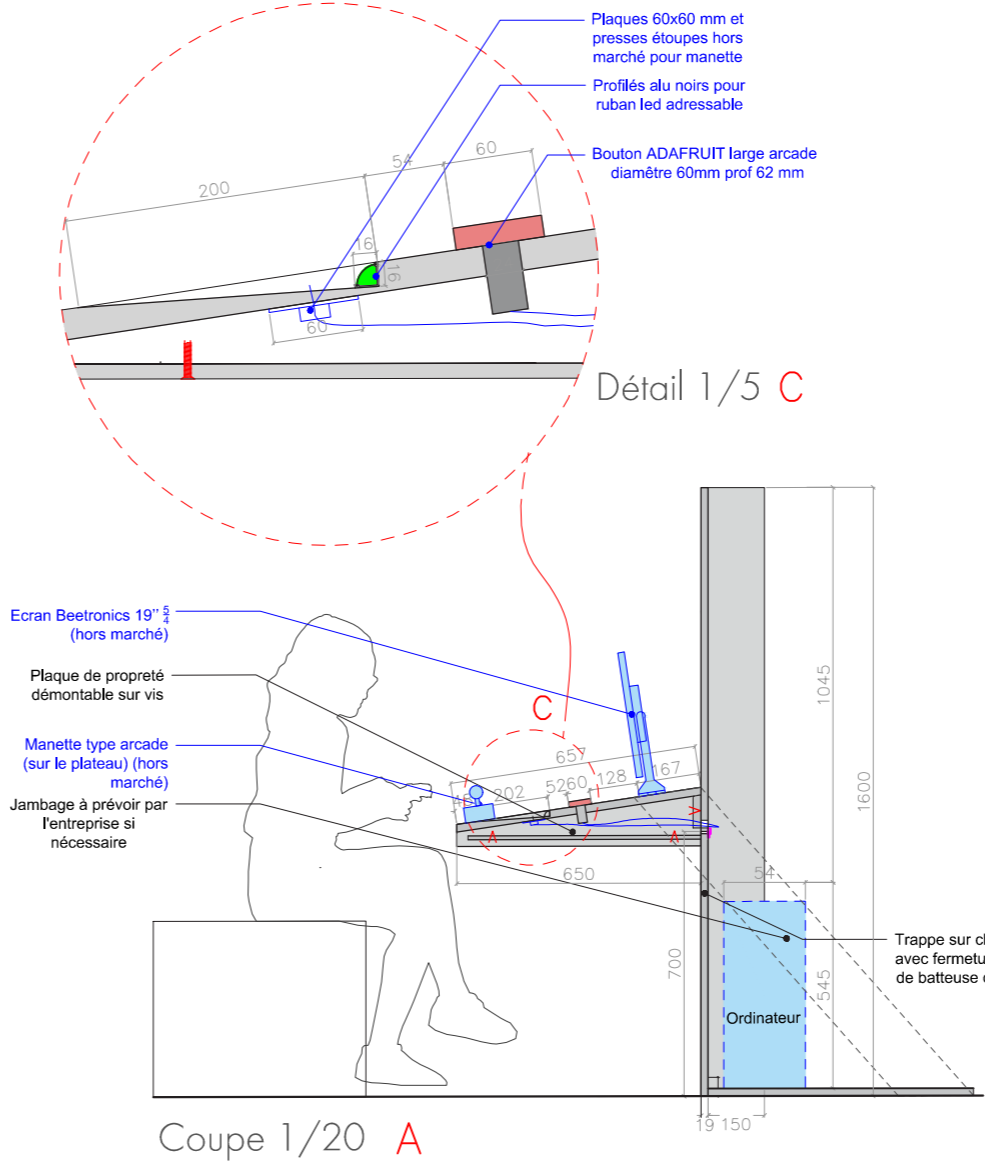 Plaques 60x60 mm et
presses étoupes hors
marché pour manette
Profilés alu noirs pour
ruban led adressable
Bouton ADAFRUIT large arcade
diamêtre 60mm prof 62 mm
200
54
60
16
16
60
Détail 1/5 C
Ecran Beetronics 19" 5/4
(hors marché)
Plaque de propreté
démontable sur vis
Manette type arcade
(sur le plateau) (hors
marché)
Jambage à prévoir par
l'entreprise si
nécessaire
C
657
202
52
60
128
167
A
A
A
650
700
1045
1600
54
545
Trappe sur
avec
de batteuse
Ordinateur
19
150
Coupe 1/20 A